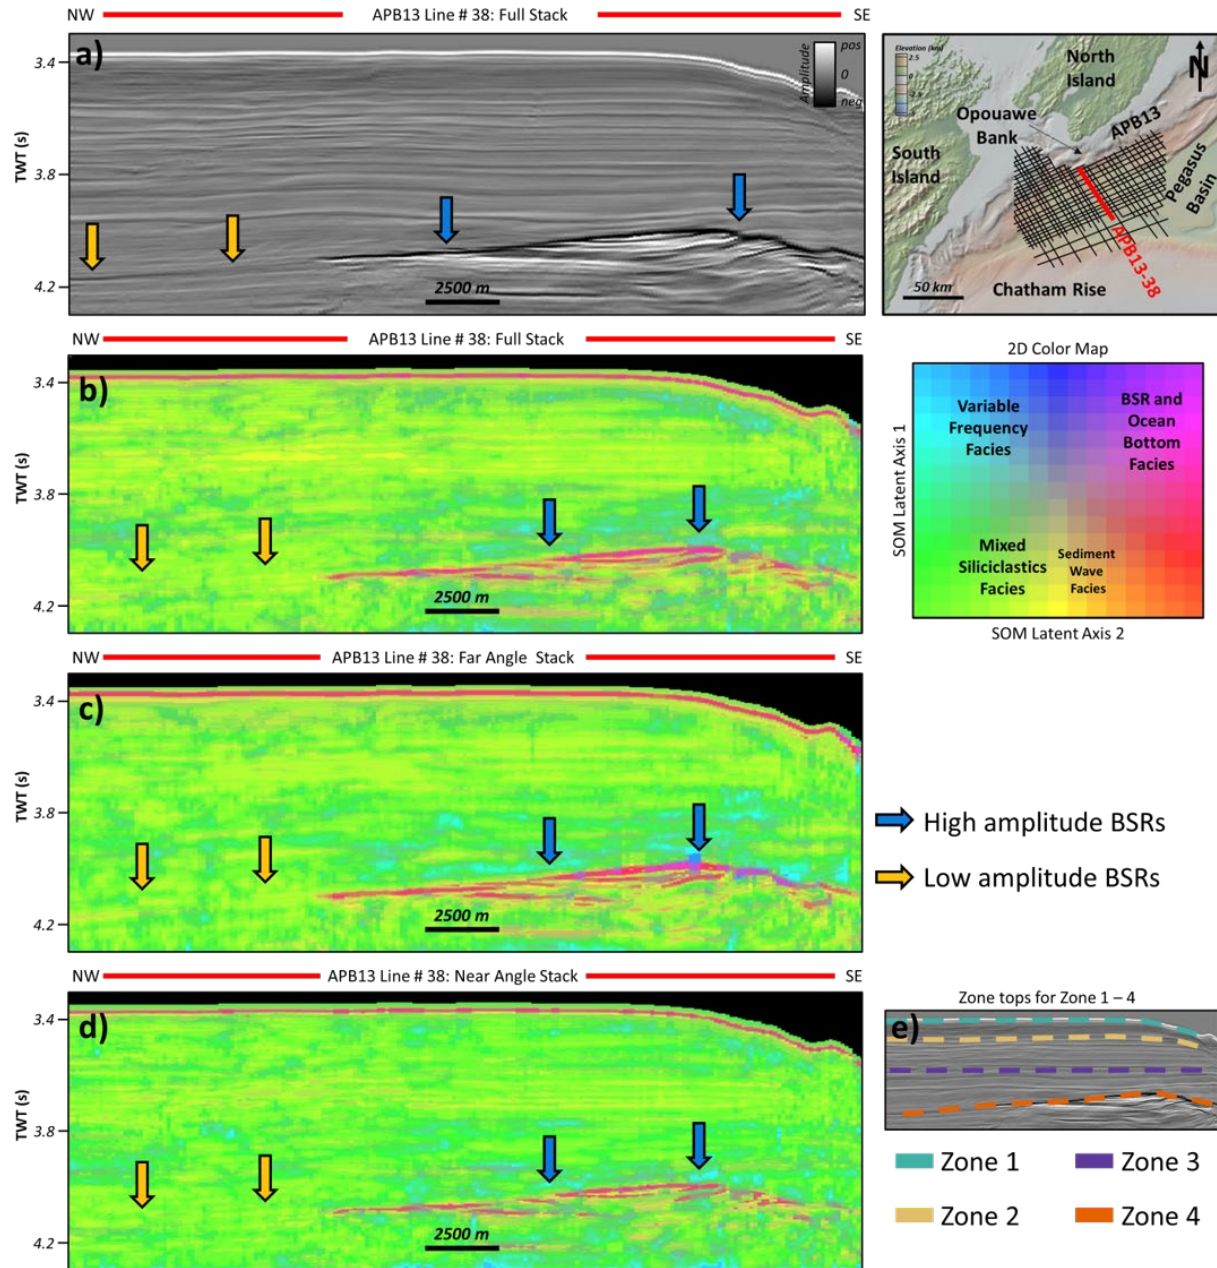 NW
APB13 Line # 38: Full Stack
SE
a)
Amplitude
pos
0
neg
TWT (s)
3.4
3.8
4.2
2500 m
Elevation (km)
2.5
0
N
North
Island
Opouawe
Bank
APB13
South
Island
Pegasus
Basin
APB13-38
Chatham Rise
50 km
NW
APB13 Line # 38: Full Stack
SE
b)
TWT (s)
3.4
3.8
4.2
2500 m
2D Color Map
SOM Latent Axis 1
Variable
Frequency
Facies
BSR and
Ocean
Bottom
Facies
Mixed
Siliciclastics
Facies
Sediment
Wave
Facies
SOM Latent Axis 2
NW
APB13 Line # 38: Far Angle Stack
SE
c)
TWT (s)
3.4
3.8
4.2
2500 m
High amplitude BSRs
Low amplitude BSRs
NW
APB13 Line # 38: Near Angle Stack
SE
d)
TWT (s)
3.4
3.8
4.2
2500 m
Zone tops for Zone 1 – 4
e)
Zone 1
Zone 3
Zone 2
Zone 4